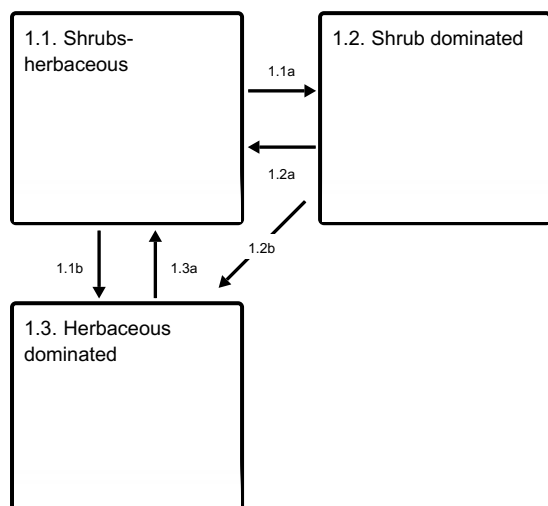 1.1. Shrubs-
herbaceous
1.2. Shrub dominated
1.1a
1.2a
1.1b
1.3a
1.2b
1.3. Herbaceous
dominated